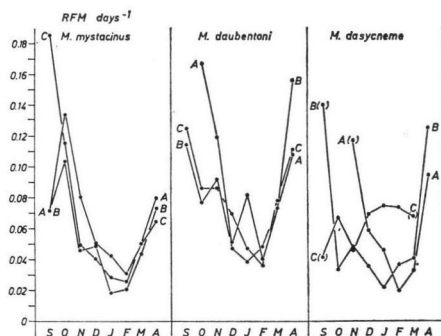 RFM days⁻¹
M. mystacinus M. daubentoni M. dasycneme
0.18
0.16
0.14
0.12
0.10
0.08
0.06
0.04
0.02
0
C
A B
A
B
C
A
C
B
B
C
A
B(•)
A(•)
C(•)
C
B
A
S O N D J F M A S O N D J F M A S O N D J F M A